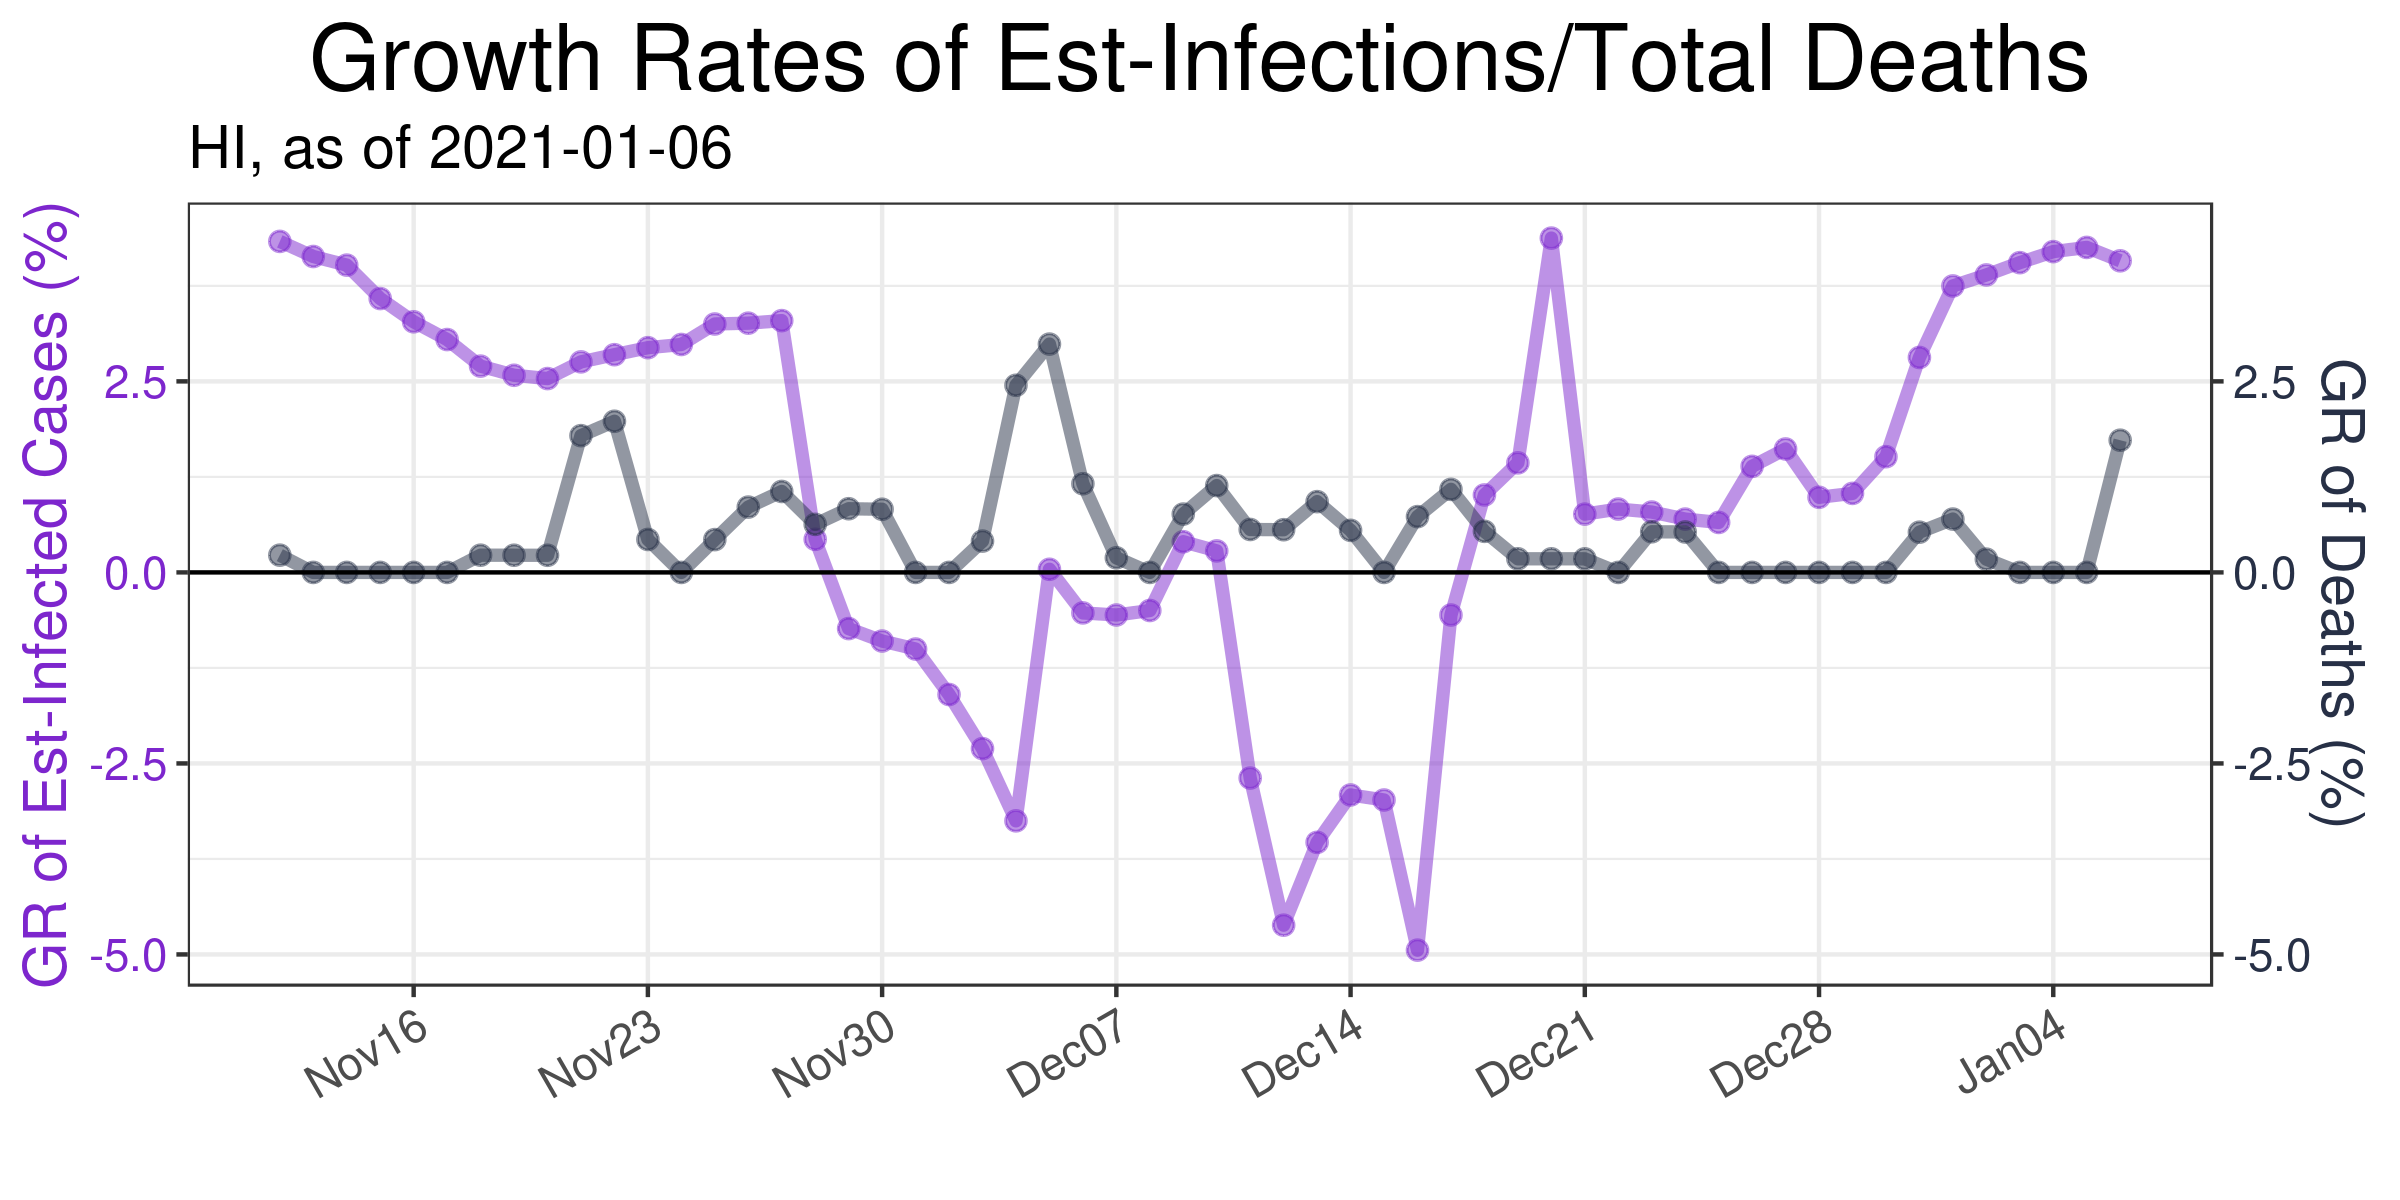 Growth Rates of Est-Infections/Total Deaths
HI, as of 2021-01-06
GR of Est-Infected Cases (%)
2.5
0.0
-2.5
-5.0
2.5
0.0
-2.5
-5.0
GR of Deaths (%)
Nov16
Nov23
Nov30
Dec07
Dec14
Dec21
Dec28
Jan04